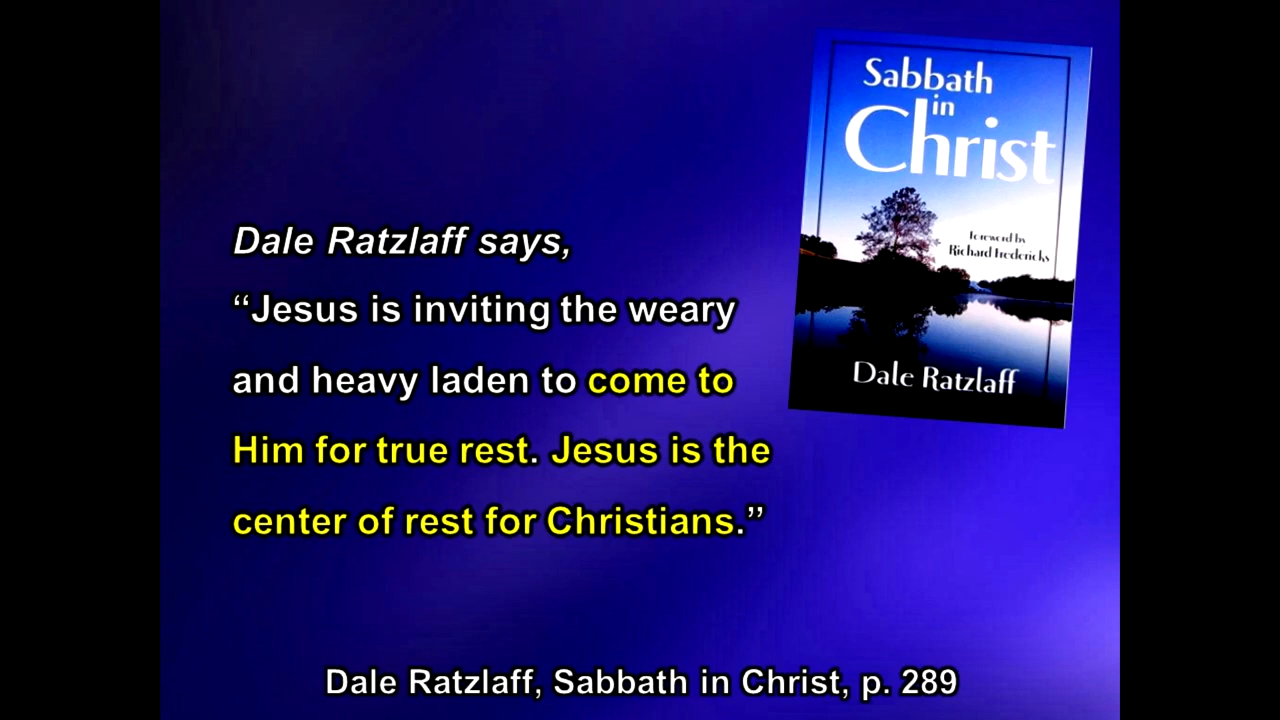 Sabbath
in
Christ
Foreword by
Richard Fredericks
Dale Ratzlaff
Dale Ratzlaff says,
“Jesus is inviting the weary
and heavy laden to come to
Him for true rest. Jesus is the
center of rest for Christians.”
Dale Ratzlaff, Sabbath in Christ, p. 289